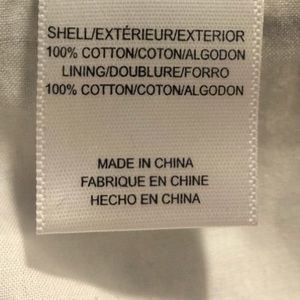 SHELL/EXTÉRIEUR/EXTERIOR
100% COTTON/COTON/ALGODON
LINING/DOUBLURE/FORRO
100% COTTON/COTON/ALGODON
MADE IN CHINA
FABRIQUE EN CHINE
HECHO EN CHINA